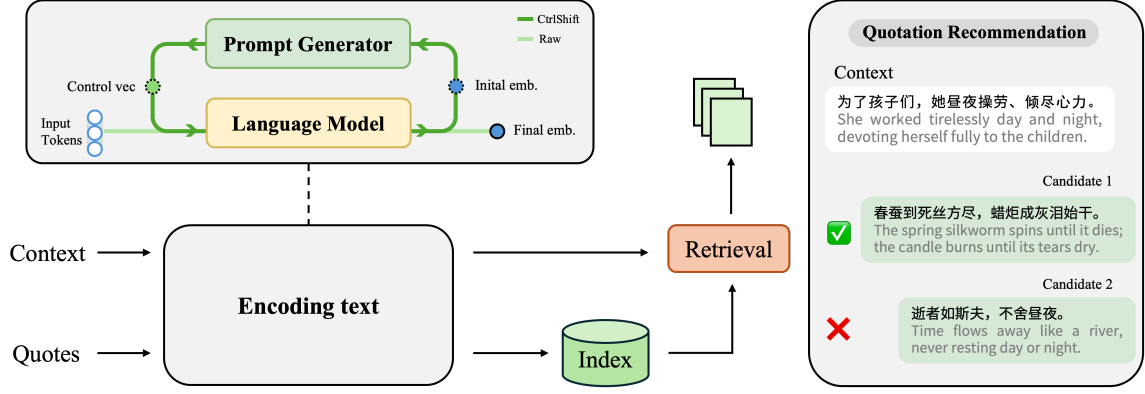 Prompt Generator
CtrlShift
Raw
Control vec
Inital emb.
Input
Tokens
Language Model
Final emb.
Context
Quotes
Encoding text
Retrieval
Index
Quotation Recommendation
Context
为了孩子们，她昼夜操劳、倾尽心力。
She worked tirelessly day and night,
devoting herself fully to the children.
Candidate 1
春蚕到死丝方尽，蜡炬成灰泪始干。
The spring silkworm spins until it dies;
the candle burns until its tears dry.
Candidate 2
逝者如斯夫，不舍昼夜。
Time flows away like a river,
never resting day or night.